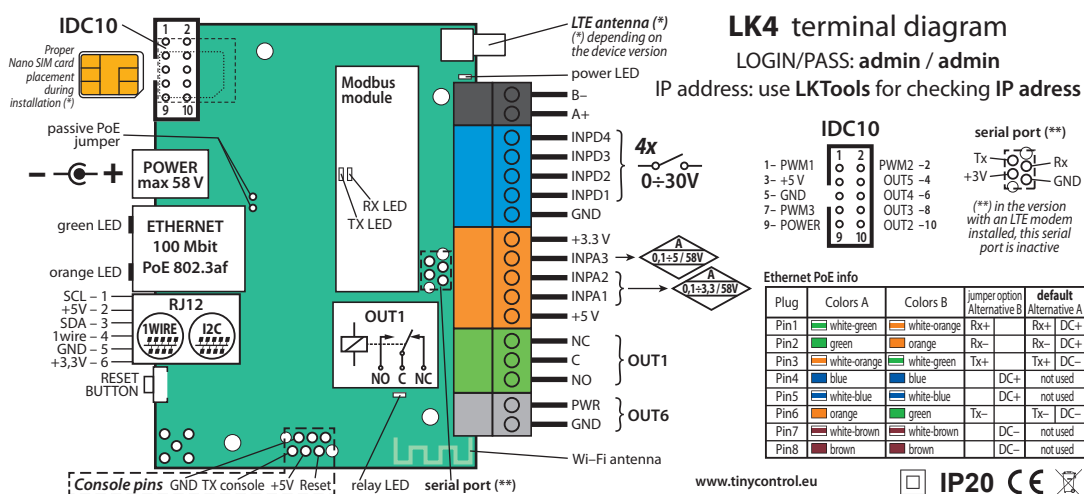 IDC10
1 2
9 10
Proper
Nano SIM card
placement
during
installation (*)
passive PoE
jumper
– +
POWER
max 58 V
green LED
ETHERNET
100 Mbit
PoE 802.3af
orange LED
SCL – 1
+5V – 2
SDA – 3
1wire – 4
GND – 5
+3,3V – 6
RJ12
1WIRE
I2C
RESET
BUTTON
Console pins GND TX console +5V Reset
relay LED
serial port (**)
Modbus
module
RX LED
TX LED
OUT1
NO C NC
LTE antenna (*)
(*) depending on
the device version
power LED
B–
A+
INPD4
INPD3
INPD2
INPD1
GND
4x
0÷30V
+3.3 V
INPA3
INPA2
INPA1
+5 V
A
0,1÷5 / 58V
A
0,1÷3,3 / 58V
NC
C
NO
OUT1
PWR
GND
OUT6
Wi–Fi antenna
LK4 terminal diagram
LOGIN/PASS: admin / admin
IP address: use LKTools for checking IP adress
IDC10
1 2
1– PWM1 PWM2 –2
3– +5 V OUT5 –4
5– GND OUT4 –6
7– PWM3 OUT3 –8
9– POWER OUT2 –10
9 10
serial port (**)
Tx Rx
+3V GND
(**) in the version
with an LTE modem
installed, this serial
port is inactive
Ethernet PoE info
Plug Colors A Colors B jumper option Alternative B default Alternative A
Pin1 white-green white-orange Rx+ Rx+ DC+
Pin2 green orange Rx– Rx– DC+
Pin3 white-orange white-green Tx+ Tx+ DC–
Pin4 blue blue DC+ not used
Pin5 white-blue white-blue DC+ not used
Pin6 orange green Tx– Tx– DC–
Pin7 white-brown white-brown DC– not used
Pin8 brown brown DC– not used
www.tinycontrol.eu
IP20 CE